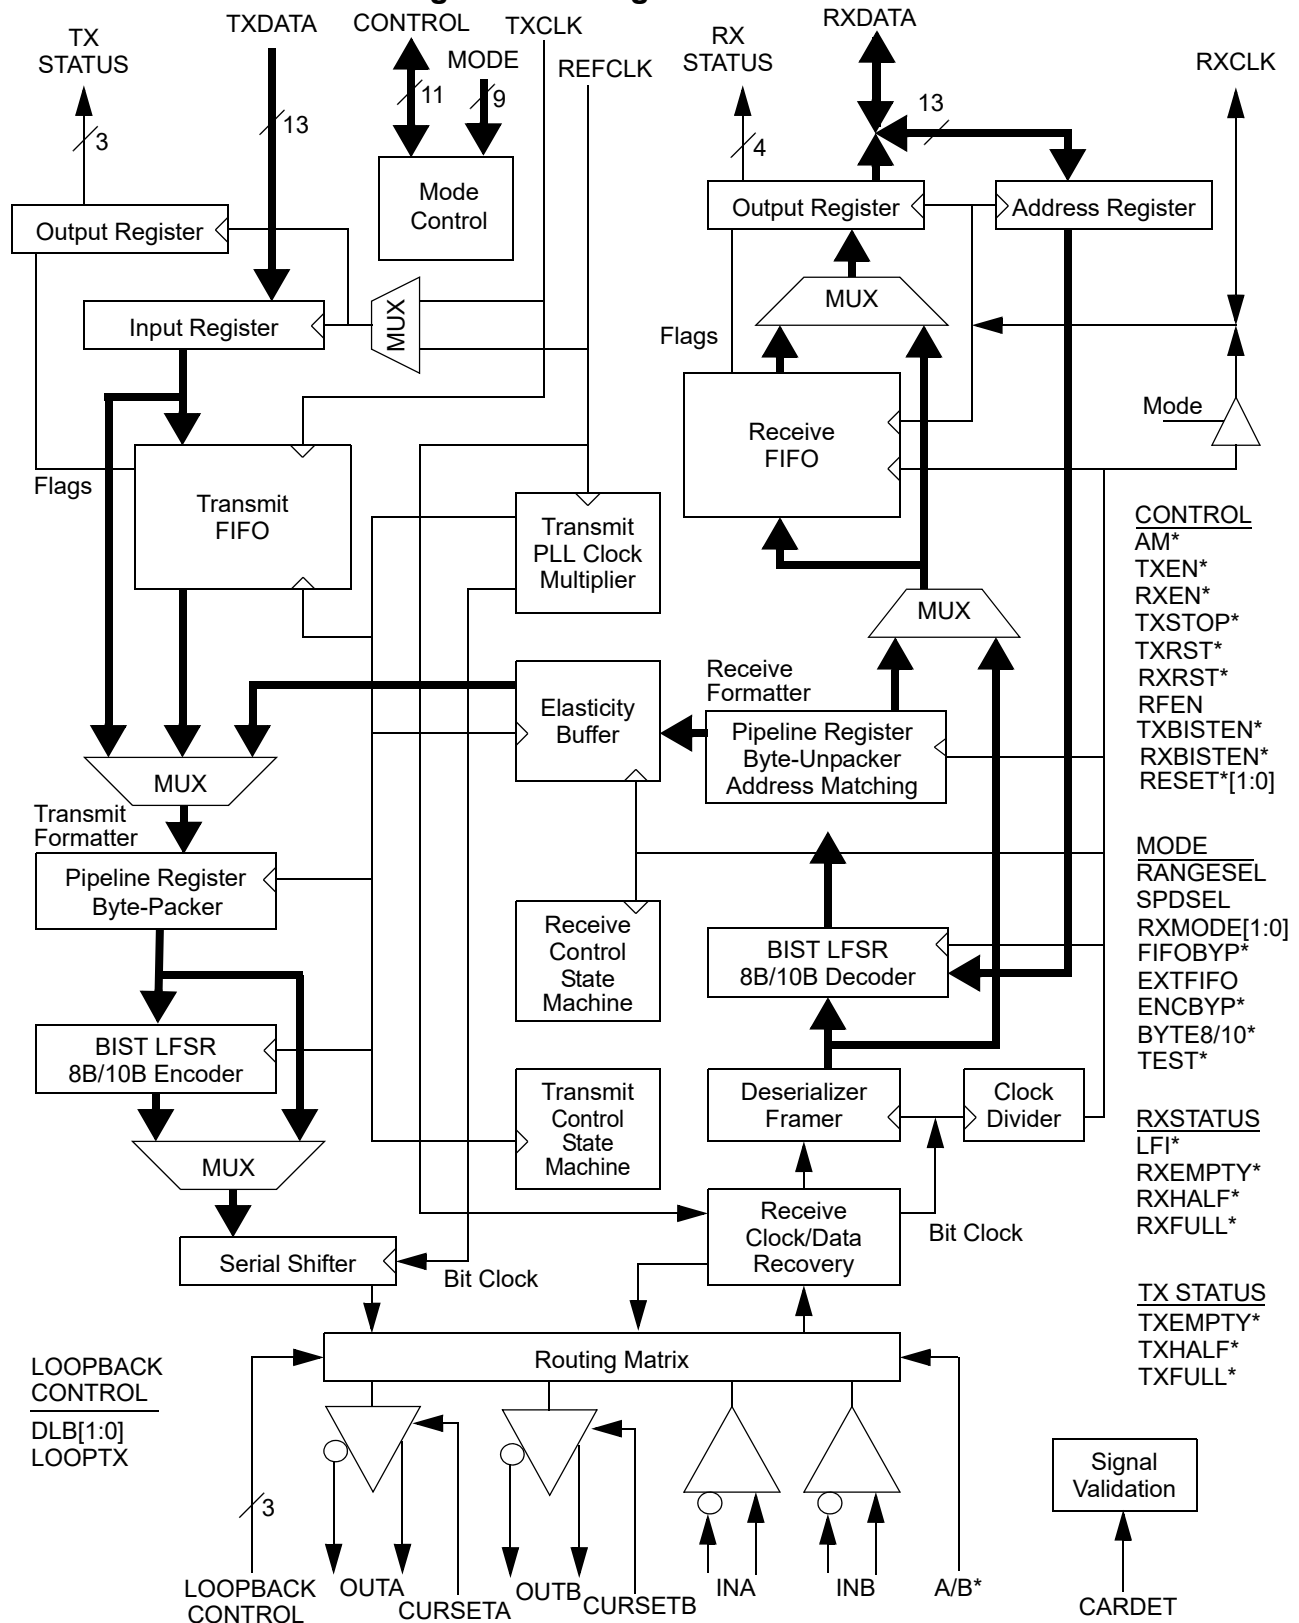 TX
STATUS
TXDATA
CONTROL
TXCLK
MODE
REFCLK
RX
STATUS
RXDATA
RXCLK
3
13
11
9
4
13
Mode
Control
Output Register
Output Register
Address Register
MUX
Input Register
MUX
Flags
Mode
Receive
FIFO
Flags
Transmit
FIFO
Transmit
PLL Clock
Multiplier
MUX
Receive
Formatter
Elasticity
Buffer
Pipeline Register
Byte-Unpacker
Address Matching
MUX
Transmit
Formatter
Pipeline Register
Byte-Packer
Receive
Control
State
Machine
BIST LFSR
8B/10B Decoder
BIST LFSR
8B/10B Encoder
Transmit
Control
State
Machine
Deserializer
Framer
Clock
Divider
MUX
Receive
Clock/Data
Recovery
Bit Clock
Serial Shifter
Bit Clock
Routing Matrix
CONTROL
AM*
TXEN*
RXEN*
TXSTOP*
TXRST*
RXRST*
RFEN
TXBISTEN*
RXBISTEN*
RESET*[1:0]
MODE
RANGESEL
SPDSEL
RXMODE[1:0]
FIFOBYP*
EXTFIFO
ENCBYP*
BYTE8/10*
TEST*
RXSTATUS
LFI*
RXEMPTY*
RXHALF*
RXFULL*
TX STATUS
TXEMPTY*
TXHALF*
TXFULL*
LOOPBACK
CONTROL
DLB[1:0]
LOOPTX
3
Signal
Validation
LOOPBACK
CONTROL
OUTA
CURSETA
OUTB
CURSETB
INA
INB
A/B*
CARDET